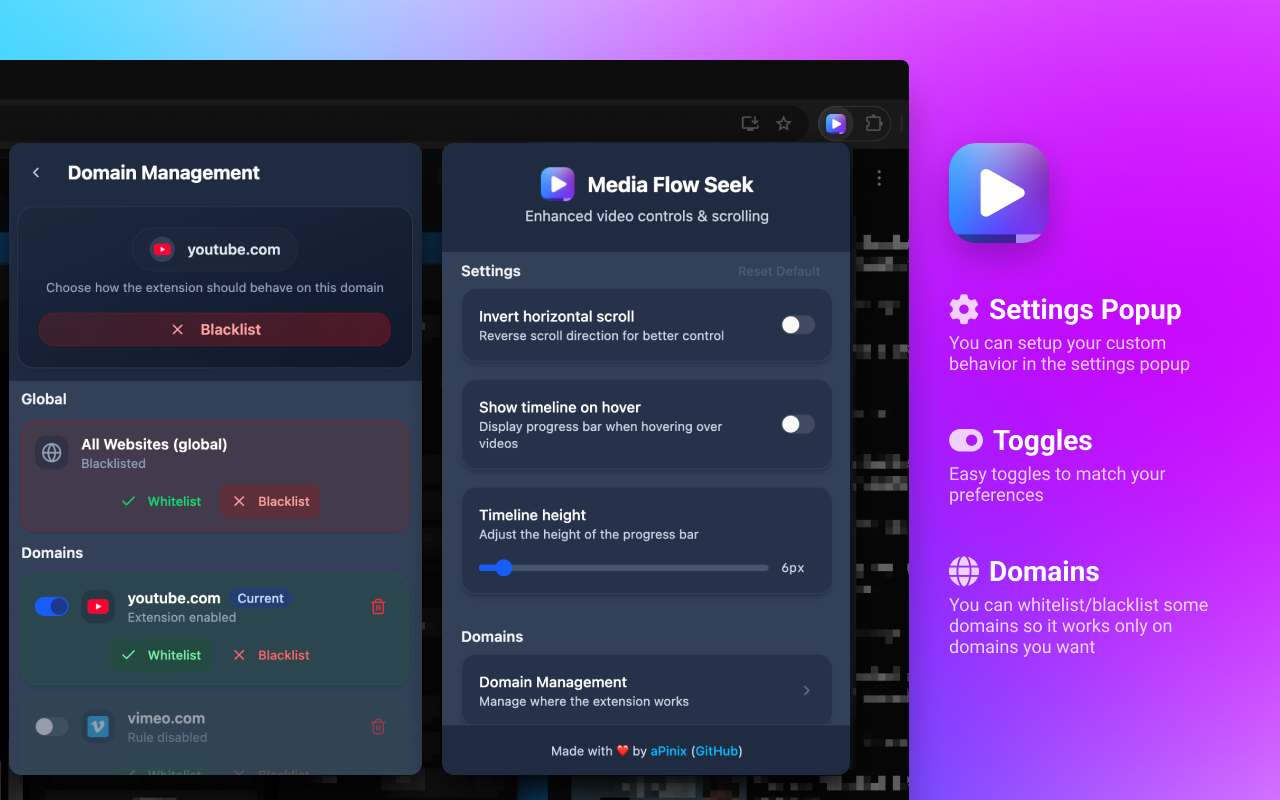 Domain Management
youtube.com
Choose how the extension should behave on this domain
Blacklist
Global
All Websites (global)
Blacklisted
Whitelist
Blacklist
Domains
youtube.com
Current
Extension enabled
Whitelist
Blacklist
vimeo.com
Rule disabled
Whitelist
Blacklist
Media Flow Seek
Enhanced video controls & scrolling
Settings
Reset Default
Invert horizontal scroll
Reverse scroll direction for better control
Show timeline on hover
Display progress bar when hovering over
videos
Timeline height
Adjust the height of the progress bar
6px
Domains
Domain Management
Manage where the extension works
Made with ❤️ by aPinix (GitHub)
Settings Popup
You can setup your custom
behavior in the settings popup
Toggles
Easy toggles to match your
preferences
Domains
You can whitelist/blacklist some
domains so it works only on
domains you want